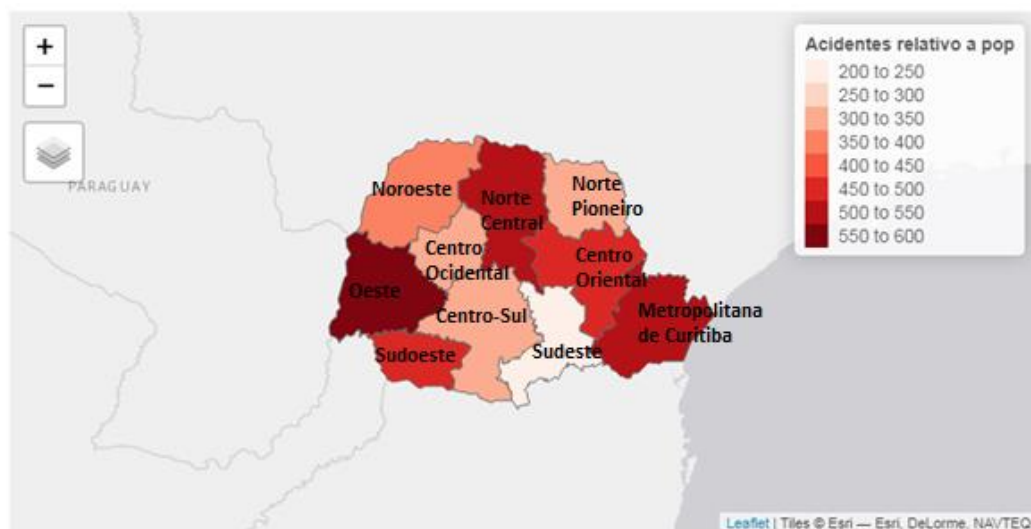 +
−
PARAGUAY
Acidentes relativo a pop
200 to 250
250 to 300
300 to 350
350 to 400
400 to 450
450 to 500
500 to 550
550 to 600
Noroeste
Norte
Central
Norte
Pioneiro
Centro
Ocidental
Centro
Oriental
Oeste
Centro-Sul
Metropolitana
de Curitiba
Sudoeste
Sudeste
Leaflet | Tiles © Esri — Esri, DeLorme, NAVTEQ